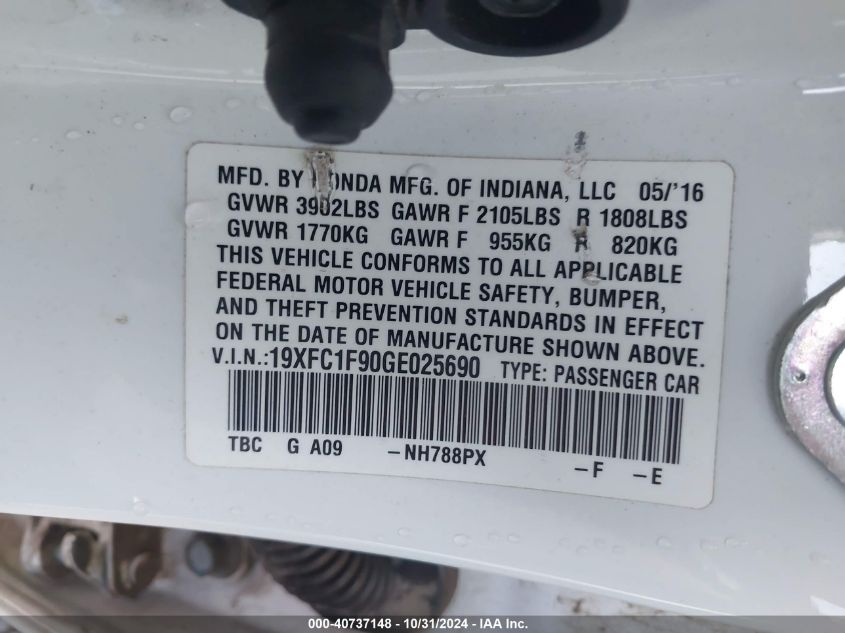 MFD. BY HONDA MFG. OF INDIANA, LLC 05/'16
GVWR 3902LBS GAWR F 2105LBS R 1808LBS
GVWR 1770KG GAWR F 955KG R 820KG
THIS VEHICLE CONFORMS TO ALL APPLICABLE
FEDERAL MOTOR VEHICLE SAFETY, BUMPER,
AND THEFT PREVENTION STANDARDS IN EFFECT
ON THE DATE OF MANUFACTURE SHOWN ABOVE.
V.I.N.:19XFC1F90GE025690 TYPE: PASSENGER CAR
TBC G A09 –NH788PX –F –E
000-40737148 - 10/31/2024 - IAA Inc.